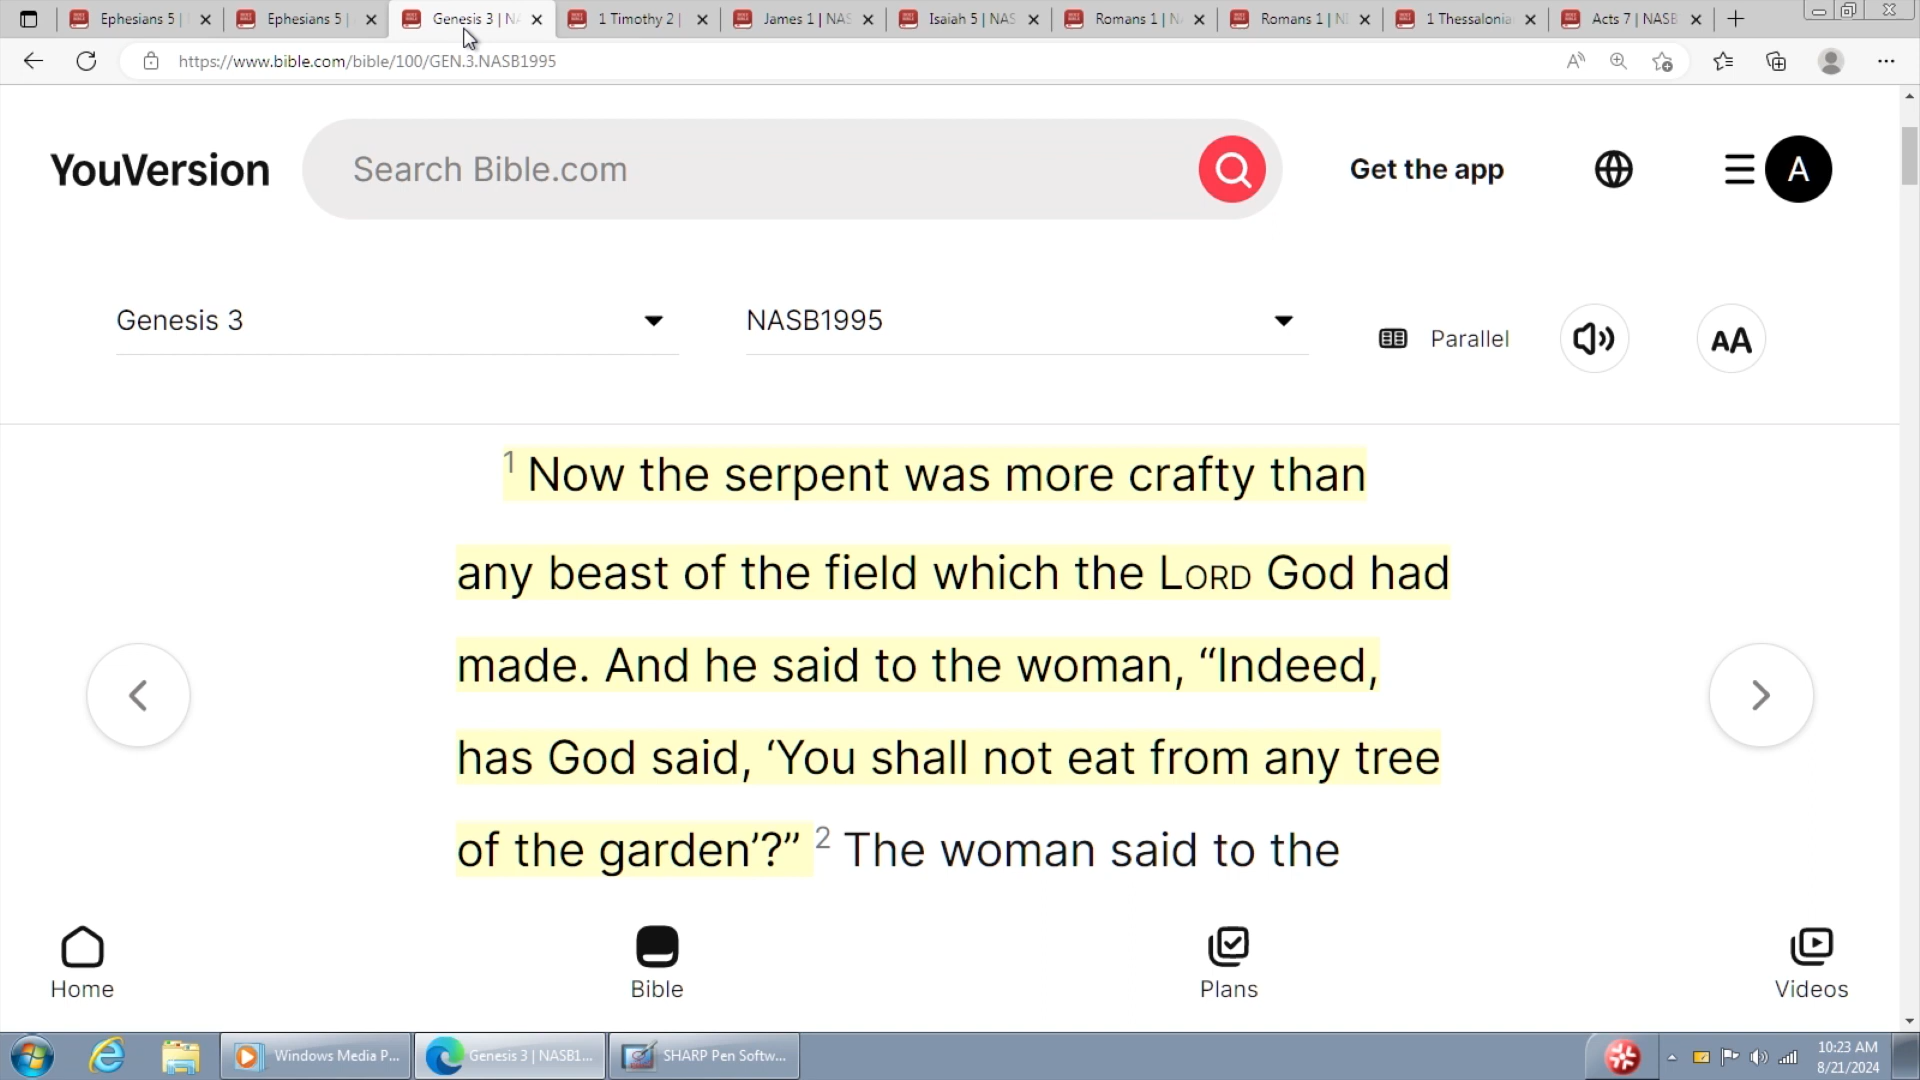 Ephesians 5 |
Ephesians 5 |
Genesis 3 | NA
1 Timothy 2 |
James 1 | NAS
Isaiah 5 | NAS
Romans 1 | N
Romans 1 | NI
1 Thessalonia
Acts 7 | NASB
https://www.bible.com/bible/100/GEN.3.NASB1995
YouVersion
Search Bible.com
Get the app
A
Genesis 3
NASB1995
Parallel
AA
1 Now the serpent was more crafty than
any beast of the field which the LORD God had
made. And he said to the woman, “Indeed,
has God said, ‘You shall not eat from any tree
of the garden’?” 2 The woman said to the
Home
Bible
Plans
Videos
Windows Media P...
Genesis 3 | NASB1...
SHARP Pen Softw...
10:23 AM
8/21/2024